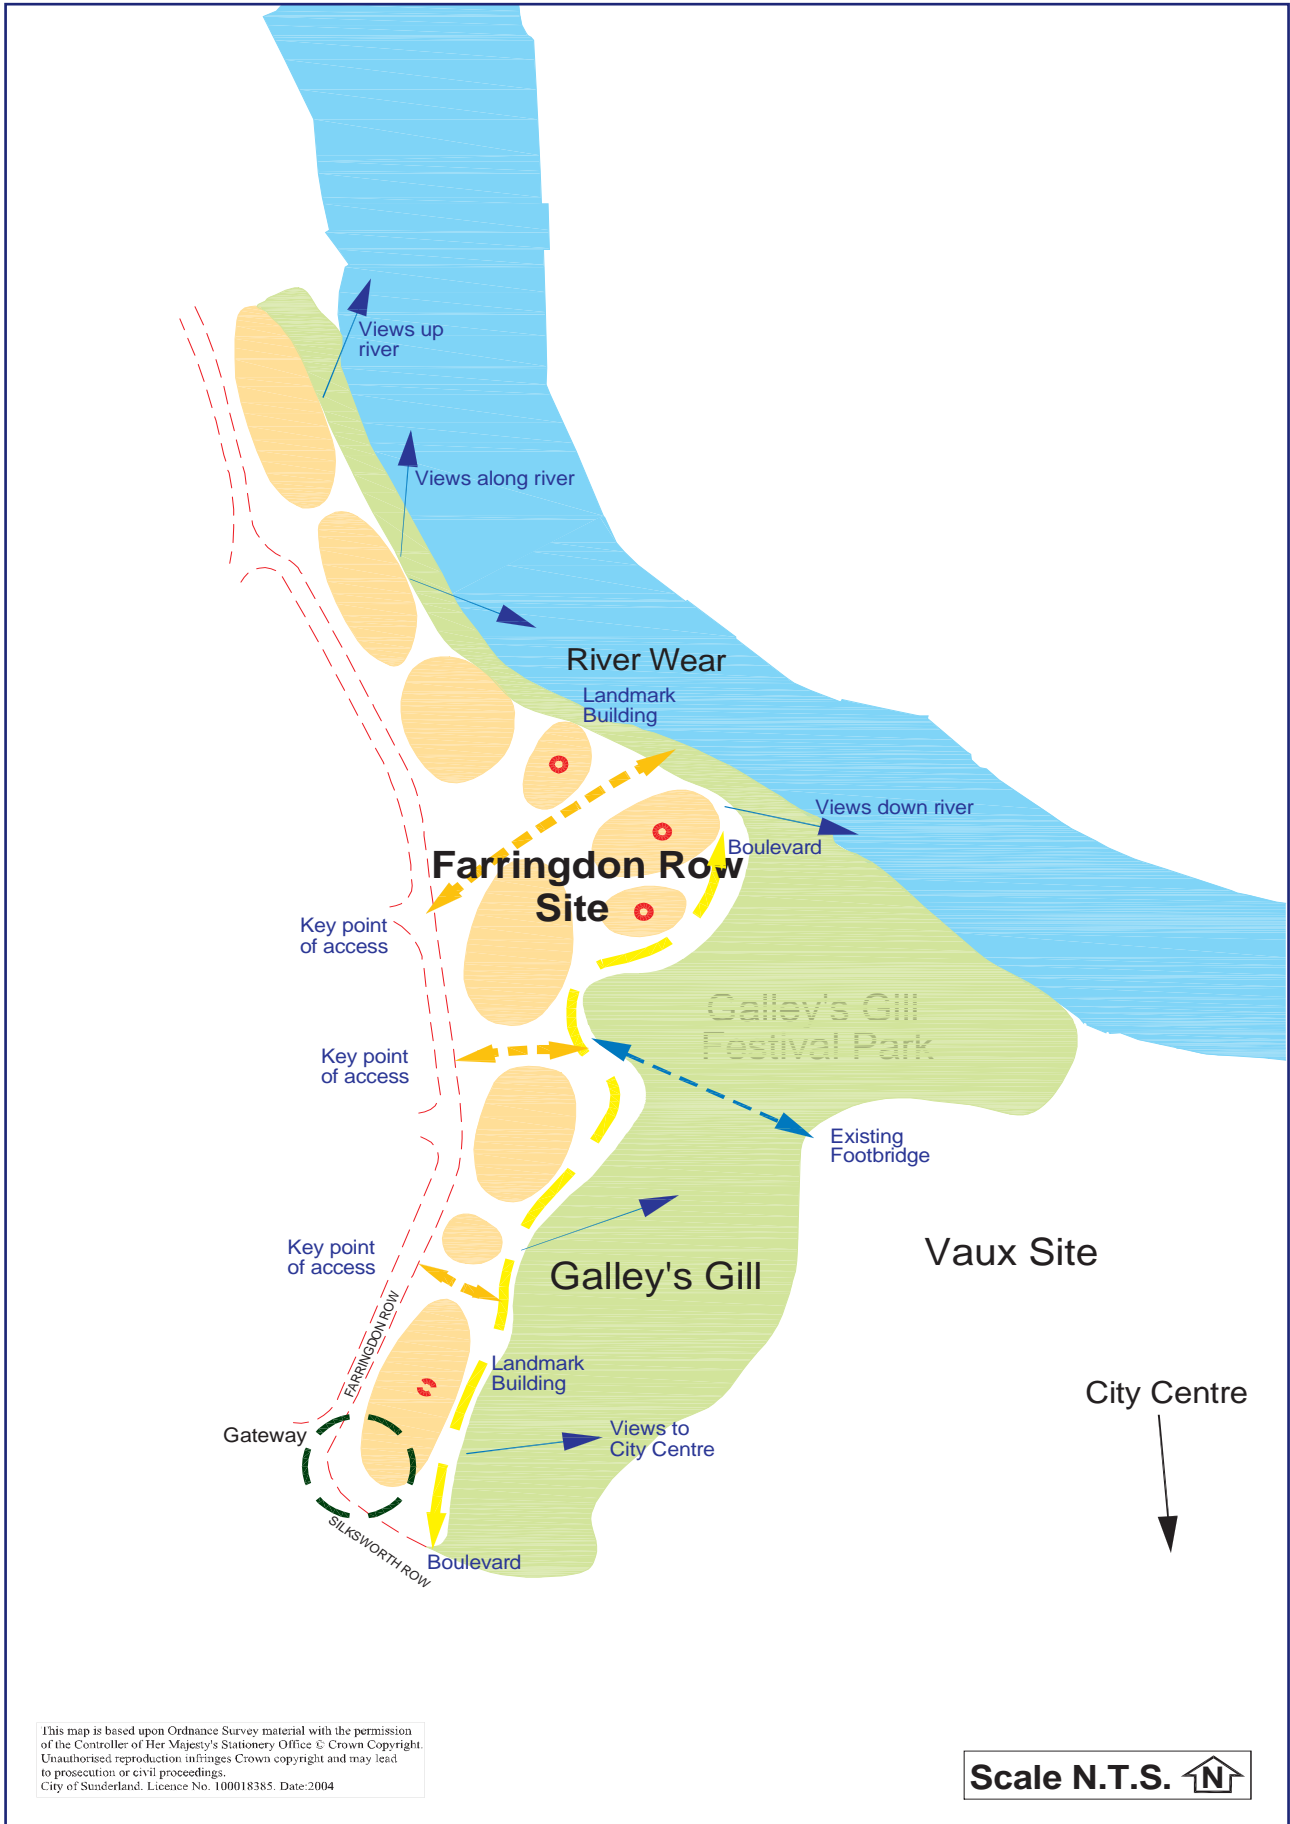 Views up
river
Views along river
River Wear
Landmark
Building
Views down river
Boulevard
Farringdon Row
Site
Key point
of access
Galley's Gill
Festival Park
Key point
of access
Existing
Footbridge
Vaux Site
Key point
of access
Galley's Gill
FARRINGDON ROW
Landmark
Building
City Centre
Gateway
Views to
City Centre
SILKSWORTH ROW
Boulevard
This map is based upon Ordnance Survey material with the permission
of the Controller of Her Majesty's Stationery Office © Crown Copyright.
Unauthorised reproduction infringes Crown copyright and may lead
to prosecution or civil proceedings.
City of Sunderland. Licence No. 100018385. Date:2004
Scale N.T.S. N